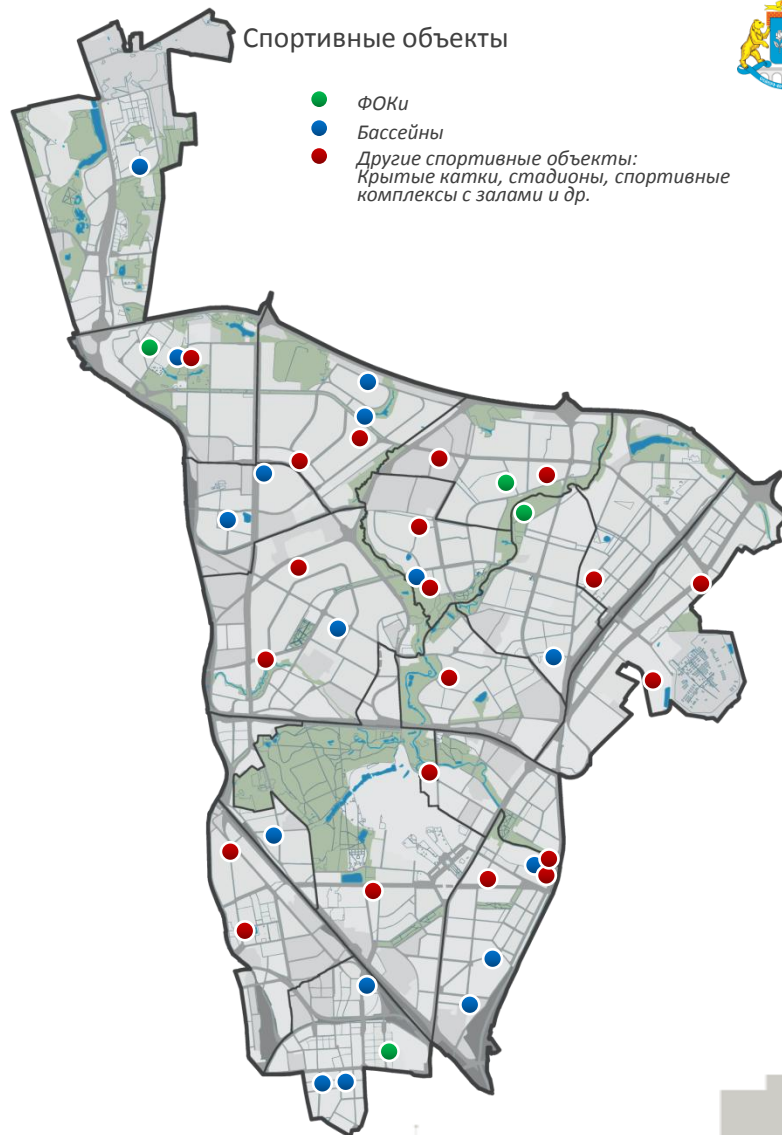 Спортивные объекты
ФОКи
Бассейны
Другие спортивные объекты:
Крытые катки, стадионы, спортивные
комплексы с залами и др.